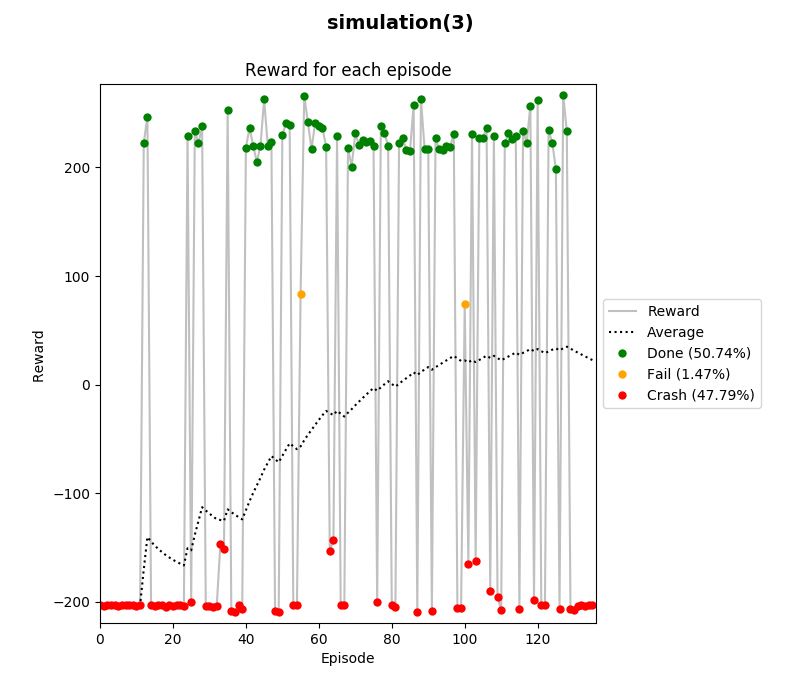 simulation(3)
Reward for each episode
200
100
0
−100
−200
Reward
0 20 40 60 80 100 120
Episode
Reward
Average
Done (50.74%)
Fail (1.47%)
Crash (47.79%)